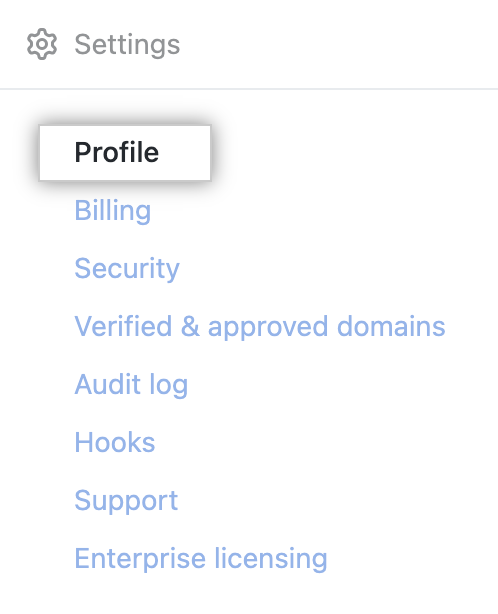 Settings
Profile
Billing
Security
Verified & approved domains
Audit log
Hooks
Support
Enterprise licensing